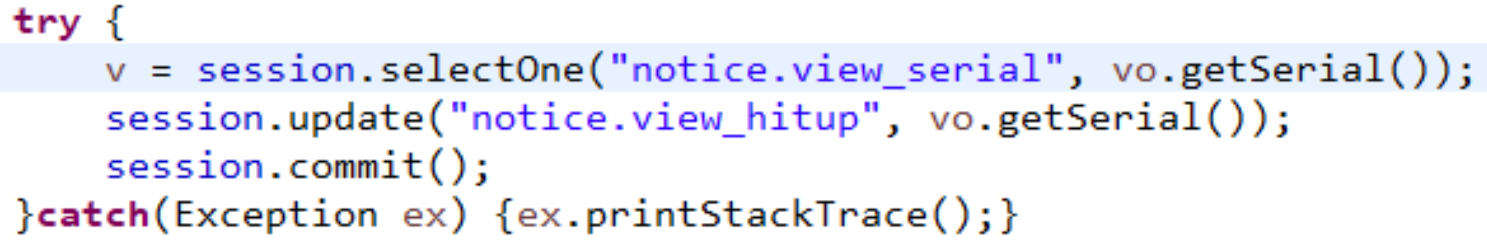 try {
    v = session.selectOne("notice.view_serial", vo.getSerial());
    session.update("notice.view_hitup", vo.getSerial());
    session.commit();
}catch(Exception ex) {ex.printStackTrace();}